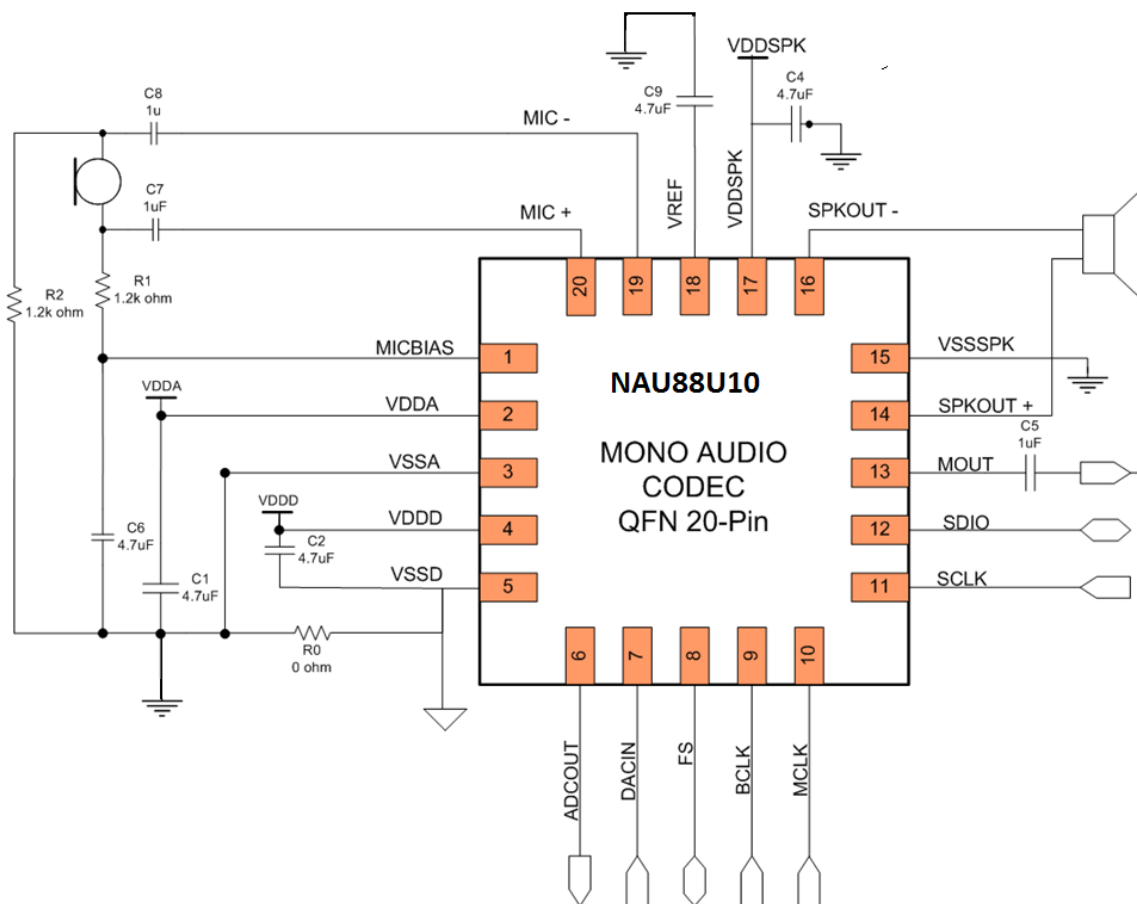 VDDSPK
C4
4.7uF
C9
4.7uF
C8
1u
MIC -
C7
1uF
MIC +
VREF
VDDSPK
SPKOUT -
R2
1.2k ohm
R1
1.2k ohm
20
19
18
17
16
MICBIAS
1
15
VSSSPK
NAU88U10
VDDA
VDDA
2
14
SPKOUT +
C5
1uF
MONO AUDIO
CODEC
QFN 20-Pin
VSSA
3
13
MOUT
VDDD
VDDD
4
12
SDIO
C6
4.7uF
C2
4.7uF
C1
4.7uF
VSSD
5
11
SCLK
R0
0 ohm
6
7
8
9
10
ADCOUT
DACIN
FS
BCLK
MCLK